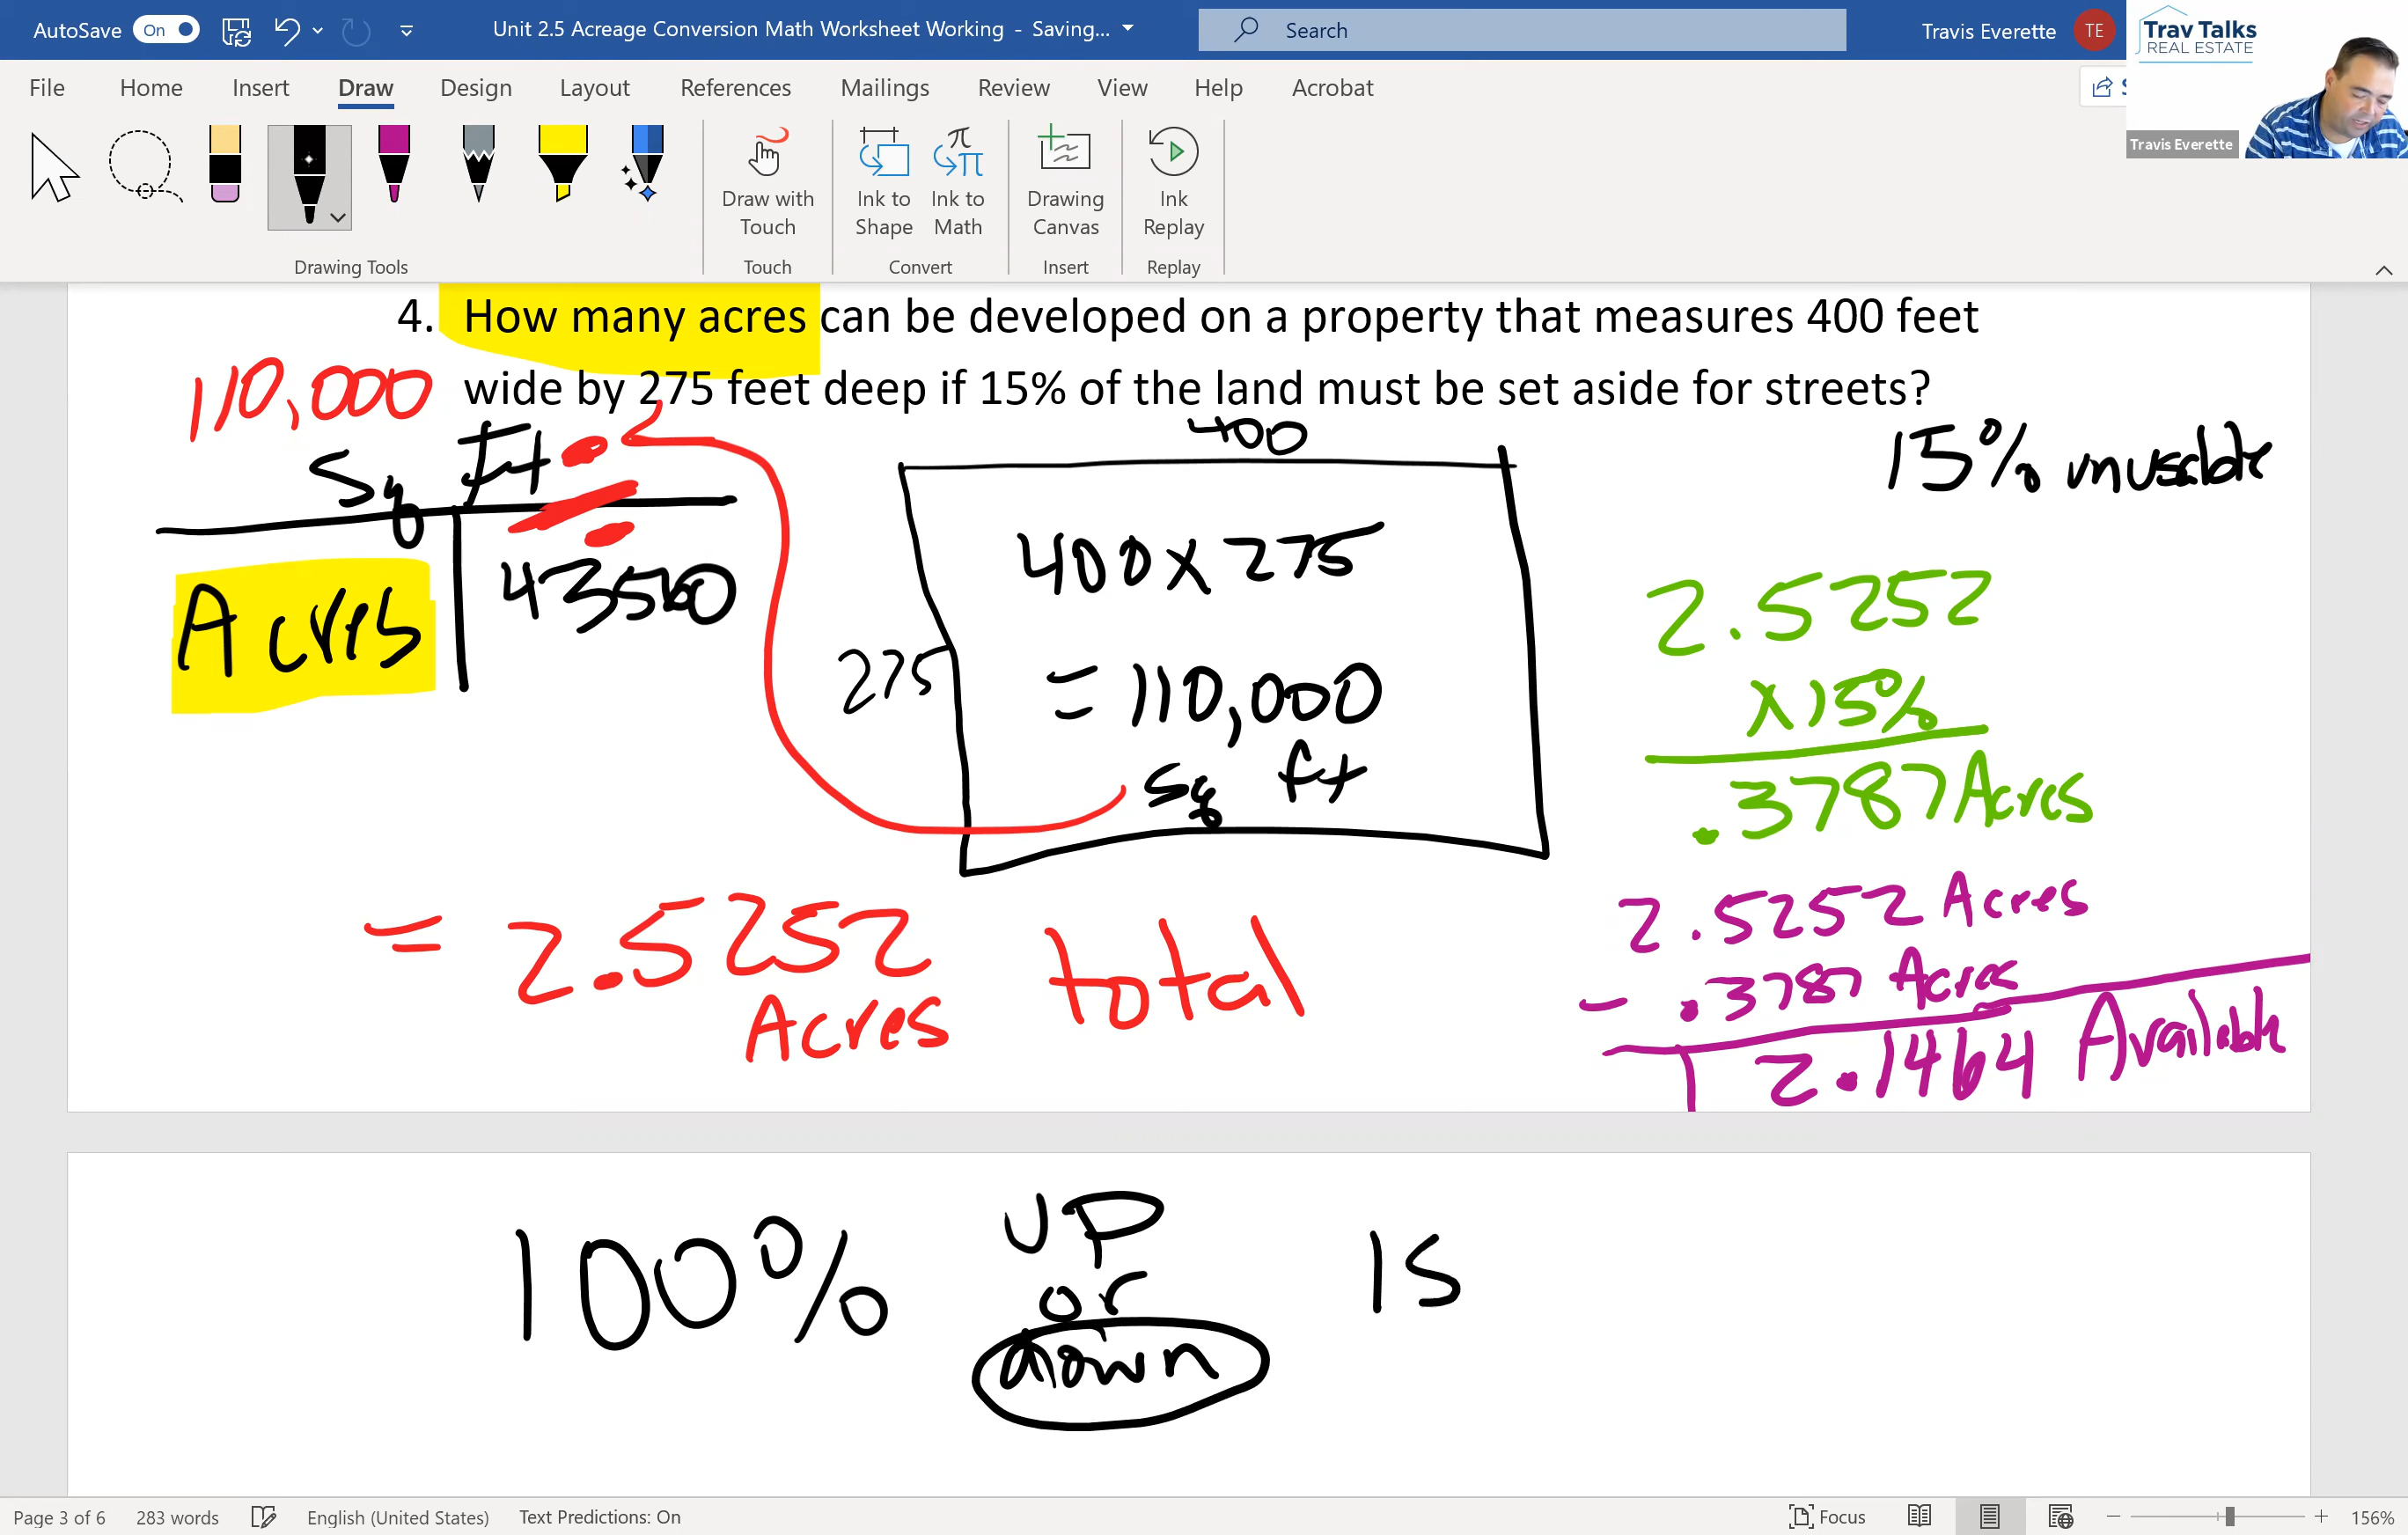 AutoSave On Unit 2.5 Acreage Conversion Math Worksheet Working - Saving... Search Travis Everette TE
Trav Talks
REAL ESTATE
Travis Everette
File Home Insert Draw Design Layout References Mailings Review View Help Acrobat
Draw with Touch
Ink to Shape
Ink to Math
Drawing Canvas
Ink Replay
Drawing Tools Touch Convert Insert Replay
4. How many acres can be developed on a property that measures 400 feet
wide by 275 feet deep if 15% of the land must be set aside for streets?
110,000
sq ft
Acres 43560
400
275
400 x 275
= 110,000
sq ft
= 2.5252
Acres
total
15% unusable
2.5252
x 15%
.3787 Acres
2.5252 Acres
- .3787 Acres
2.1464 Available
100% UP
or
down
15
Page 3 of 6 283 words English (United States) Text Predictions: On Focus 156%